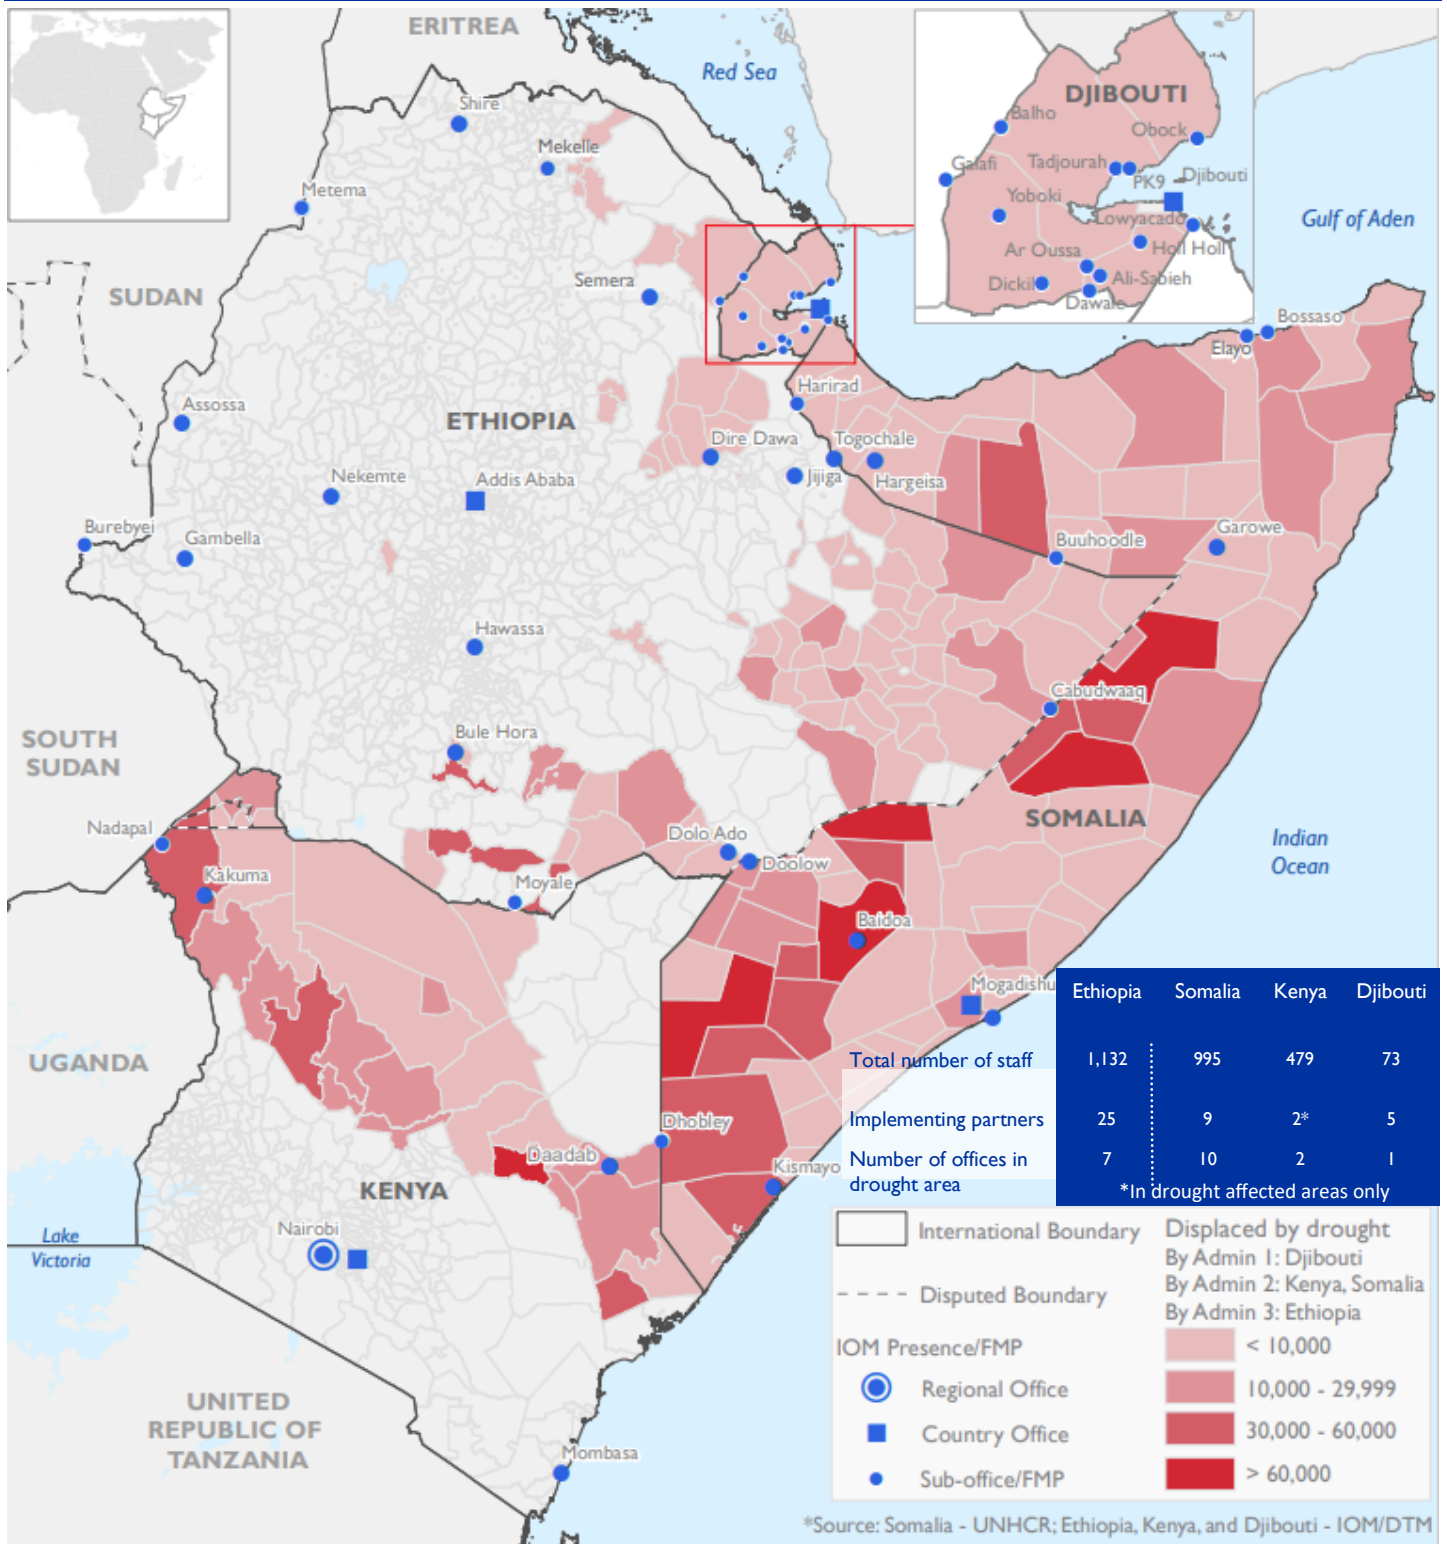 ERITREA
Red Sea
DJIBOUTI
Balho
Obock
Galafi
Tadjourah
PK9
Djibouti
Yoboki
Lowyacado
Ar Oussa
Holl Holl
Dickil
Ali-Sabieh
Dawale
Gulf of Aden
Shire
Mekelle
Metema
SUDAN
Semera
Bossaso
Elayo
Harirad
Assossa
ETHIOPIA
Dire Dawa
Togochale
Nekemte
Addis Ababa
Jijiga
Hargeisa
Burebyei
Gambella
Buuhoodle
Garowe
Hawassa
Cabudwaaq
SOUTH
SUDAN
Bule Hora
SOMALIA
Nadapal
Dolo Ado
Doolow
Indian
Ocean
Kakuma
Moyale
Baidoa
Mogadishu
UGANDA
Dhobley
Daadab
Kismayo
KENYA
Nairobi
Lake
Victoria
UNITED
REPUBLIC OF
TANZANIA
Mombasa
Ethiopia Somalia Kenya Djibouti
Total number of staff 1,132 995 479 73
Implementing partners 25 9 2* 5
Number of offices in 7 10 2 1
drought area
*In drought affected areas only
International Boundary
Disputed Boundary
IOM Presence/FMP
Regional Office
Country Office
Sub-office/FMP
Displaced by drought
By Admin 1: Djibouti
By Admin 2: Kenya, Somalia
By Admin 3: Ethiopia
< 10,000
10,000 - 29,999
30,000 - 60,000
> 60,000
*Source: Somalia - UNHCR; Ethiopia, Kenya, and Djibouti - IOM/DTM